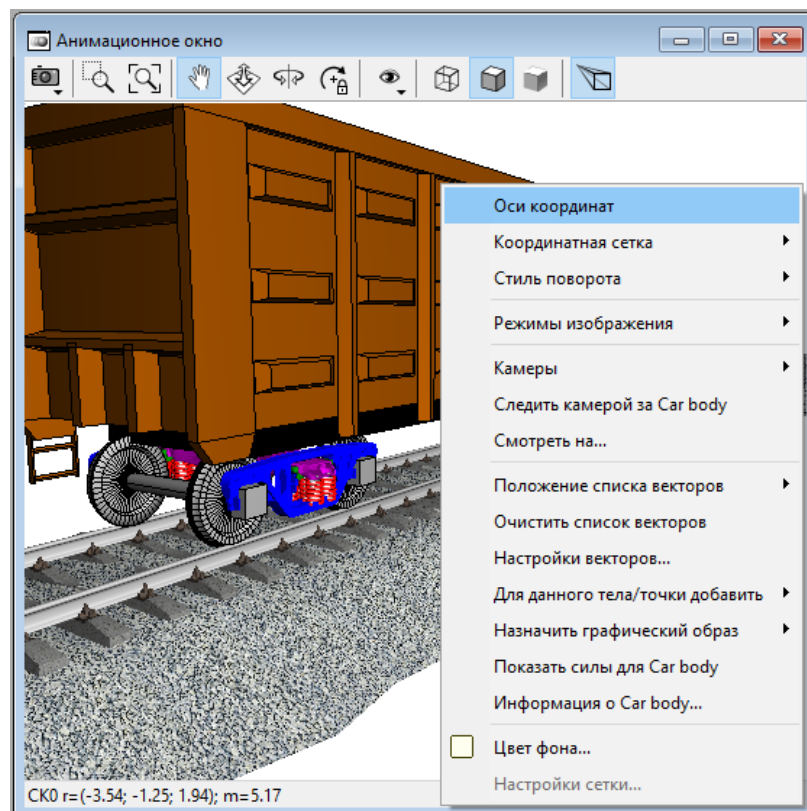 Анимационное окно
Оси координат
Координатная сетка
Стиль поворота
Режимы изображения
Камеры
Следить камерой за Car body
Смотреть на...
Положение списка векторов
Очистить список векторов
Настройки векторов...
Для данного тела/точки добавить
Назначить графический образ
Показать силы для Car body
Информация о Car body...
Цвет фона...
Настройки сетки...
СК0 r=(-3.54; -1.25; 1.94); m=5.17